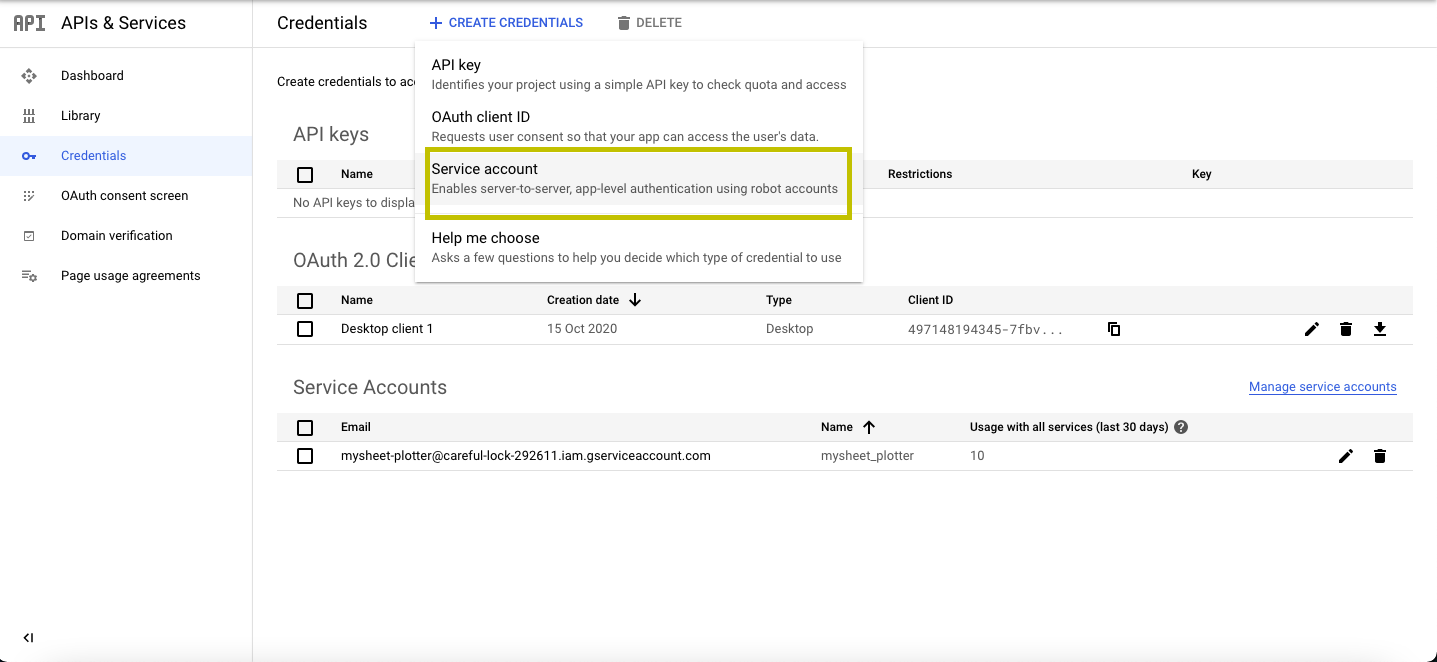 API APIs & Services
Credentials
CREATE CREDENTIALS
DELETE
Dashboard
Library
Credentials
OAuth consent screen
Domain verification
Page usage agreements
Create credentials to acc
API key
Identifies your project using a simple API key to check quota and access
OAuth client ID
Requests user consent so that your app can access the user's data.
Service account
Enables server-to-server, app-level authentication using robot accounts
Help me choose
Asks a few questions to help you decide which type of credential to use
API keys
Name Restrictions Key
No API keys to displa
OAuth 2.0 Clie
Name Creation date Type Client ID
Desktop client 1 15 Oct 2020 Desktop 497148194345-7fbv...
Service Accounts
Manage service accounts
Email Name Usage with all services (last 30 days) ?
mysheet-plotter@careful-lock-292611.iam.gserviceaccount.com mysheet_plotter 10